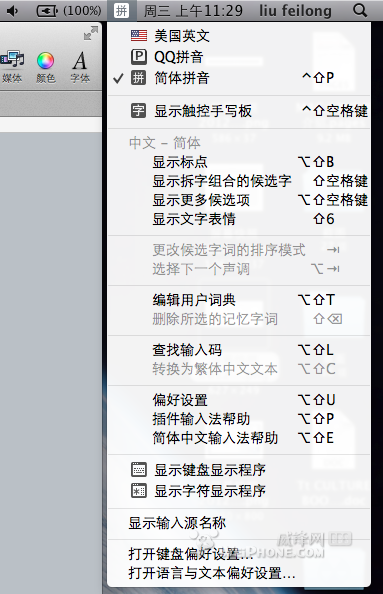 (100%) 拼 周三 上午11:29 liu feilong
媒体 颜色 字体
美国英文
P QQ拼音
✓ 拼 简体拼音 ^⇧P
字 显示触控手写板 ^⇧空格键
中文 – 简体
显示标点 ⌥⇧B
显示拆字组合的候选字 ⇧空格键
显示更多候选项 ⌥⇧空格键
显示文字表情 ⇧6
更改候选字词的排序模式 ⇥
选择下一个声调 ⌥⇥
编辑用户词典 ⌥⇧T
删除所选的记忆字词 ⇧⌫
查找输入码 ⌥⇧L
转换为繁体中文文本 ⌥⇧C
偏好设置 ⌥⇧U
插件输入法帮助 ⌥⇧P
简体中文输入法帮助 ⌥⇧E
显示键盘显示程序
显示字符显示程序
显示输入源名称
打开键盘偏好设置…
打开语言与文本偏好设置…
威锋网